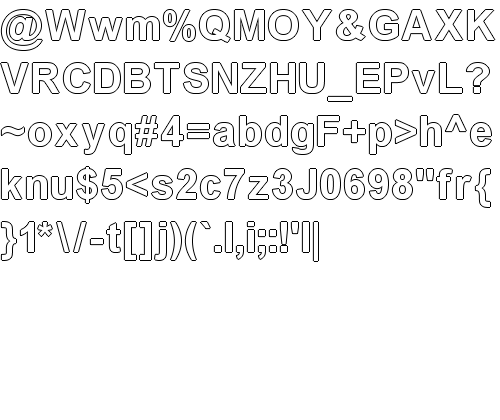 @Wwm%QMOY&GAXK
VRCDBTSNZHU_EPvL?
~oxyq#4=abdgF+p>h^e
knu$5<s2c7z3J0698"fr{
}1*\/-t[]j)(`.I,i;:!'l|